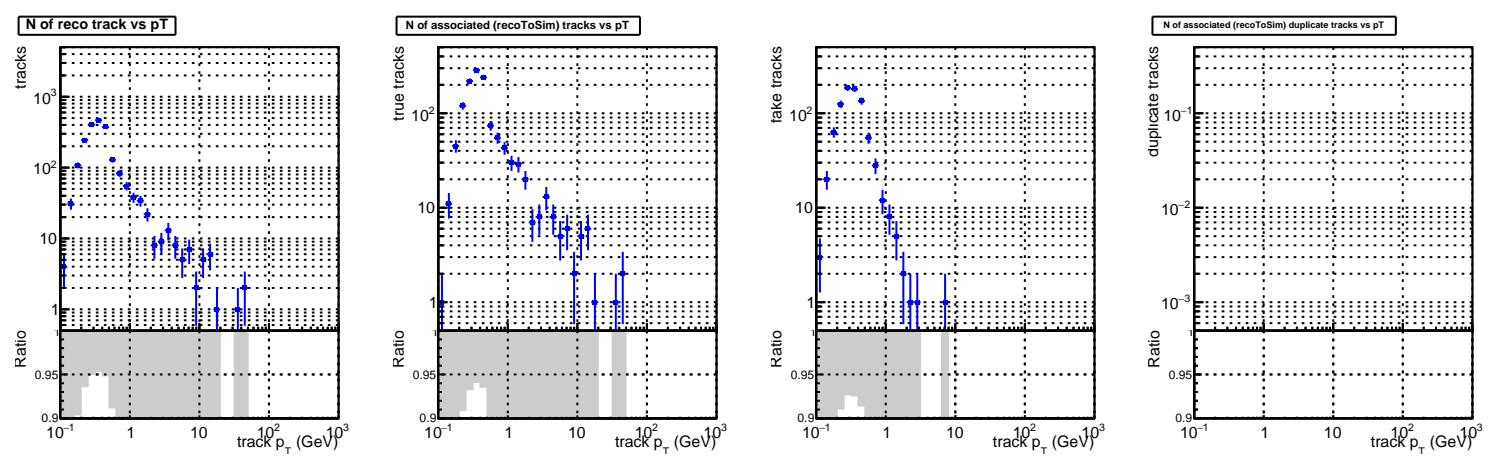 N of reco track vs pT
tracks
10³
10²
10
1
Ratio
1
0.95
0.9
10⁻¹ 1 10 10² 10³
track p_T (GeV)
N of associated (recoToSim) tracks vs pT
true tracks
10²
10
1
Ratio
1
0.95
0.9
10⁻¹ 1 10 10² 10³
track p_T (GeV)
fake tracks
10²
10
1
Ratio
1
0.95
0.9
10⁻¹ 1 10 10² 10³
track p_T (GeV)
N of associated (recoToSim) duplicate tracks vs pT
duplicate tracks
10⁻¹
10⁻²
10⁻³
Ratio
1
0.95
0.9
10⁻¹ 1 10 10² 10³
track p_T (GeV)